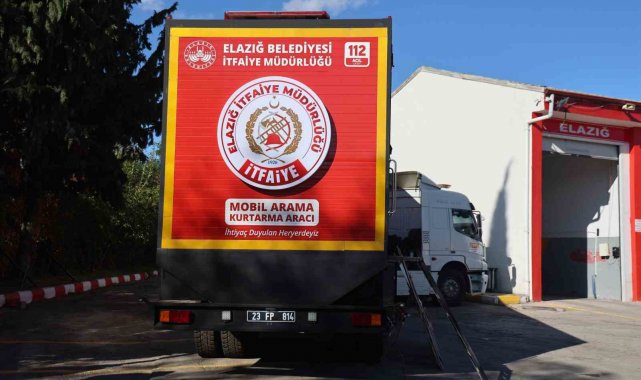 ELAZIĞ BELEDİYESİ
İTFAİYE MÜDÜRLÜĞÜ
112
ACİL
ELAZIĞ İTFAİYE MÜDÜRLÜĞÜ
İTFAİYE
MOBİL ARAMA
KURTARMA ARACI
İhtiyaç Duyulan Heryerdeyiz
23 FP 814
ELAZIĞ